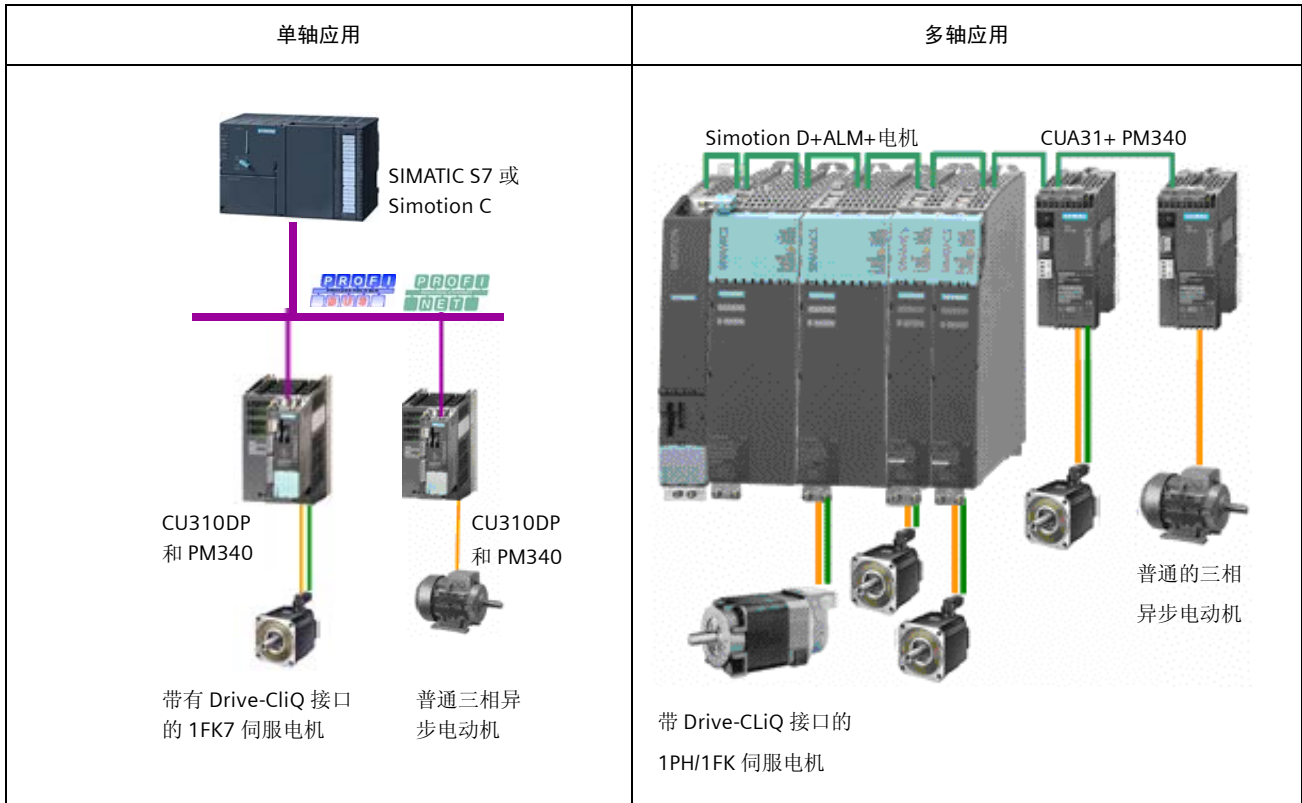 单轴应用
多轴应用
SIMATIC S7 或
Simotion C
PROFI
BUS
PROFI
NET
CU310DP
和 PM340
CU310DP
和 PM340
带有 Drive-CliQ 接口
的 1FK7 伺服电机
普通三相异
步电动机
Simotion D+ALM+电机
CUA31+ PM340
普通的三相
异步电动机
带 Drive-CLiQ 接口的
1PH/1FK 伺服电机